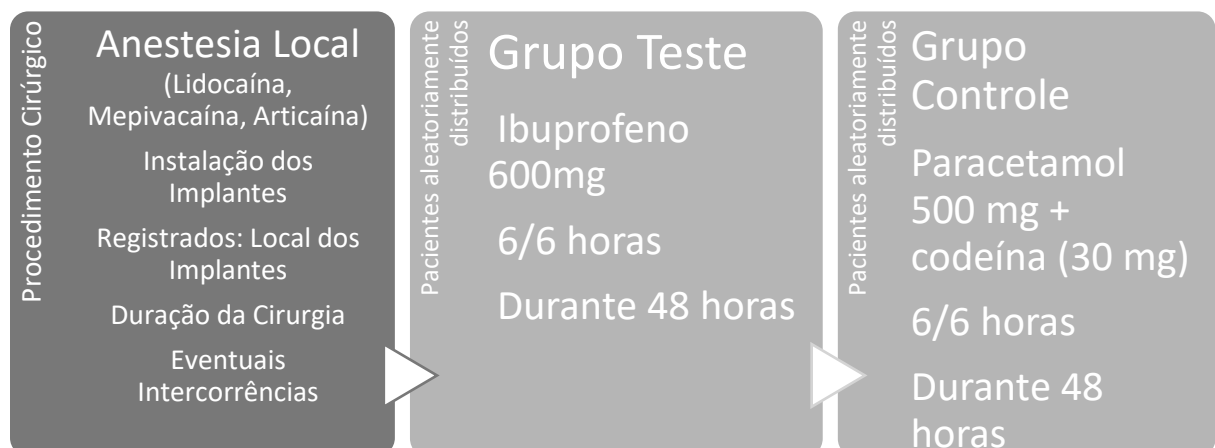 Procedimento Cirúrgico
Anestesia Local
(Lidocaína,
Mepivacaína, Articaína)
Instalação dos
Implantes
Registrados: Local dos
Implantes
Duração da Cirurgia
Eventuais
Intercorrências
Pacientes aleatoriamente
distribuídos
Grupo Teste
Ibuprofeno
600mg
6/6 horas
Durante 48 horas
Pacientes aleatoriamente
distribuídos
Grupo
Controle
Paracetamol
500 mg +
codeína (30 mg)
6/6 horas
Durante 48
horas